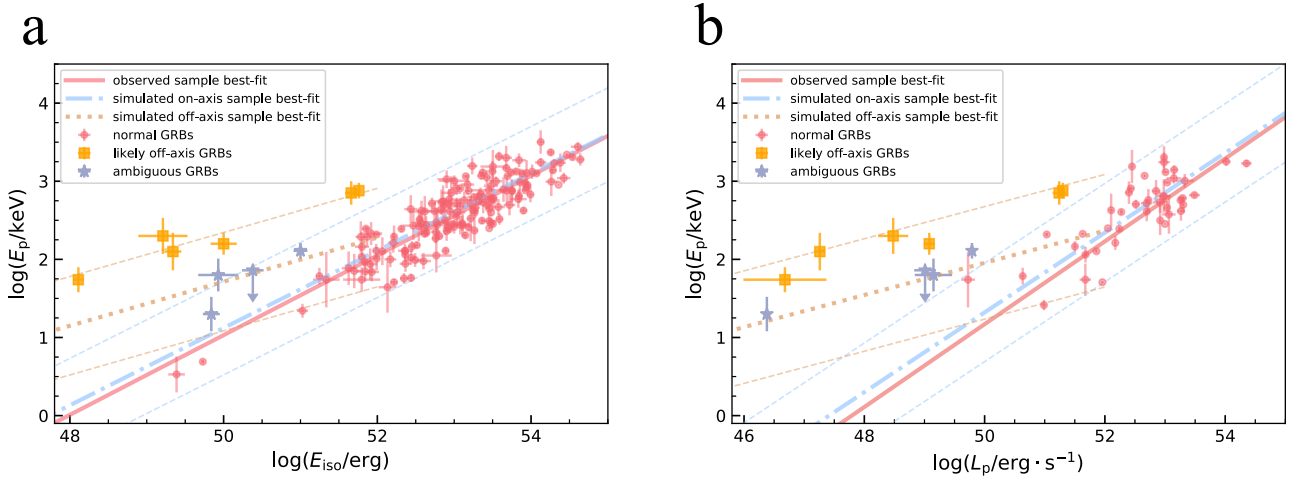 a
observed sample best-fit
simulated on-axis sample best-fit
simulated off-axis sample best-fit
normal GRBs
likely off-axis GRBs
ambiguous GRBs
log(Eₚ/keV)
4
3
2
1
0
48 50 52 54
log(E_iso/erg)
b
observed sample best-fit
simulated on-axis sample best-fit
simulated off-axis sample best-fit
normal GRBs
likely off-axis GRBs
ambiguous GRBs
log(Eₚ/keV)
4
3
2
1
0
46 48 50 52 54
log(Lₚ/erg · s⁻¹)